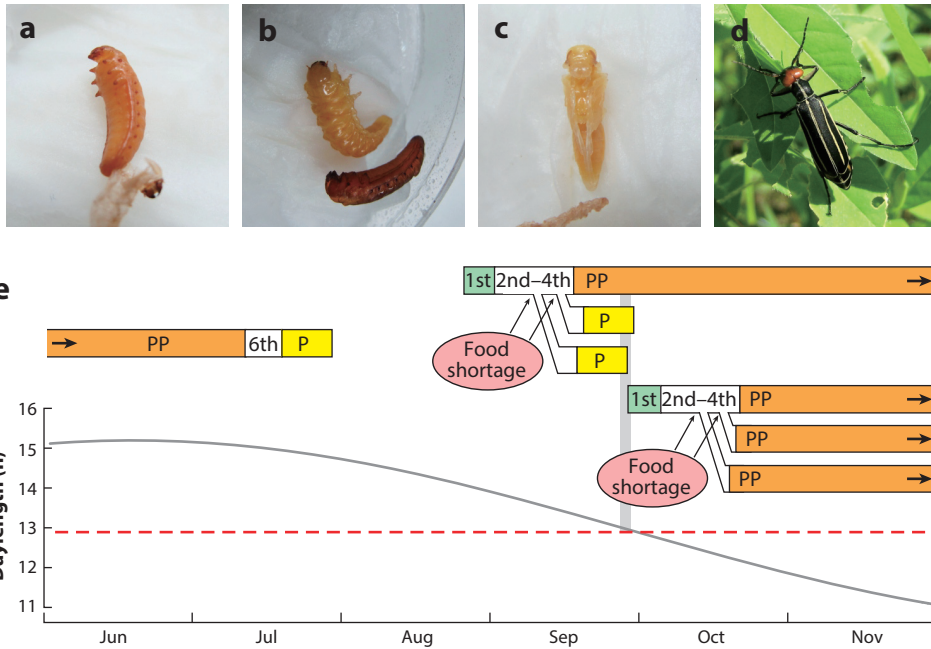 a
b
c
d
e
1st 2nd–4th PP
P
PP 6th P
Food
shortage
P
1st 2nd–4th PP
PP
Food
shortage
PP
16
15
14
13
12
11
Daylength (h)
Jun Jul Aug Sep Oct Nov